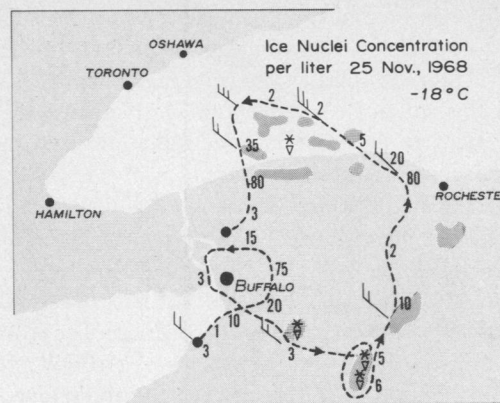 OSHAWA
TORONTO
Ice Nuclei Concentration
per liter 25 Nov., 1968
-18°C
2
2
35
5
20
80
80
ROCHESTE
HAMILTON
3
15
2
75
3
BUFFALO
20
10
10
1
3
3
5
6